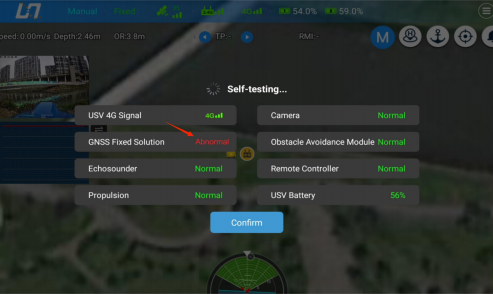 Manual Fixed 4G 54.0% 59.0%
Speed:0.00m/s. Depth:2.46m OR:3.8m TP:- RMI:- M
Self-testing...
USV 4G Signal 4G Camera Normal
GNSS Fixed Solution Abnormal Obstacle Avoidance Module Normal
Echosounder Normal Remote Controller Normal
Propulsion Normal USV Battery 56%
Confirm